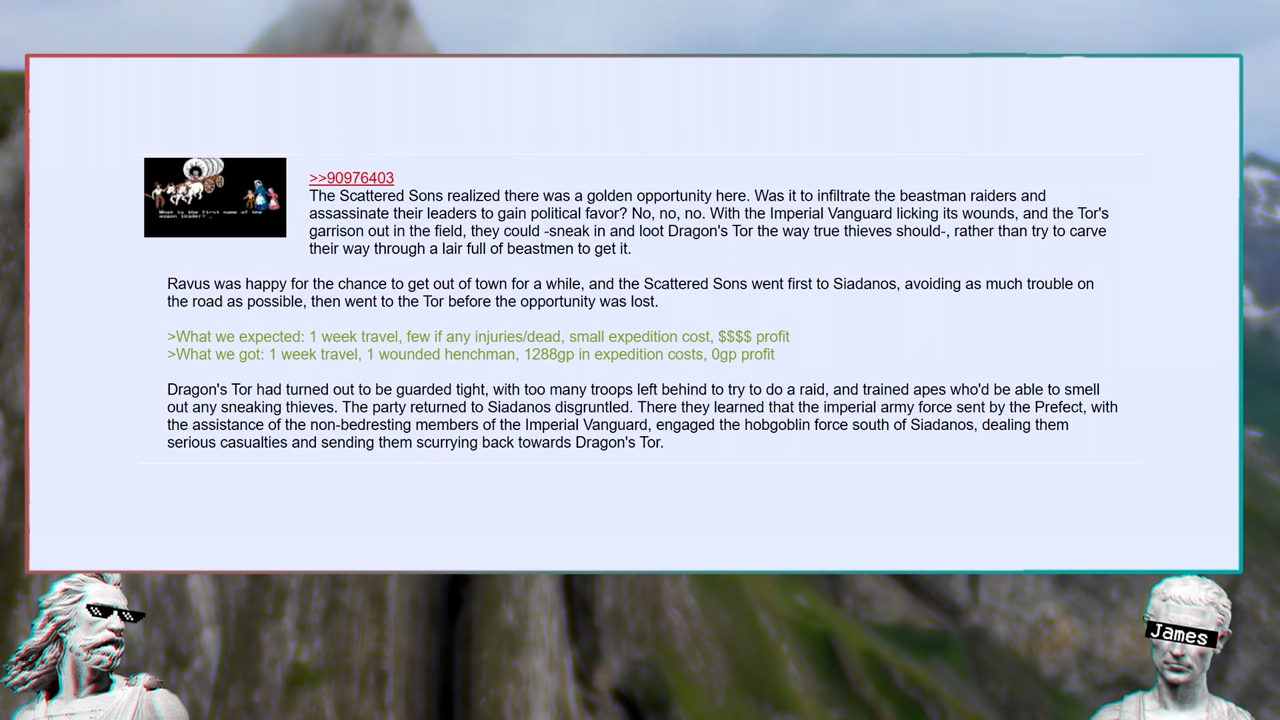 What is the first name of the
wagon leader?
>>90976403
The Scattered Sons realized there was a golden opportunity here. Was it to infiltrate the beastman raiders and
assassinate their leaders to gain political favor? No, no, no. With the Imperial Vanguard licking its wounds, and the Tor's
garrison out in the field, they could -sneak in and loot Dragon's Tor the way true thieves should-, rather than try to carve
their way through a lair full of beastmen to get it.
Ravus was happy for the chance to get out of town for a while, and the Scattered Sons went first to Siadanos, avoiding as much trouble on
the road as possible, then went to the Tor before the opportunity was lost.
>What we expected: 1 week travel, few if any injuries/dead, small expedition cost, $$$$ profit
>What we got: 1 week travel, 1 wounded henchman, 1288gp in expedition costs, 0gp profit
Dragon's Tor had turned out to be guarded tight, with too many troops left behind to try to do a raid, and trained apes who'd be able to smell
out any sneaking thieves. The party returned to Siadanos disgruntled. There they learned that the imperial army force sent by the Prefect, with
the assistance of the non-bedresting members of the Imperial Vanguard, engaged the hobgoblin force south of Siadanos, dealing them
serious casualties and sending them scurrying back towards Dragon's Tor.
James